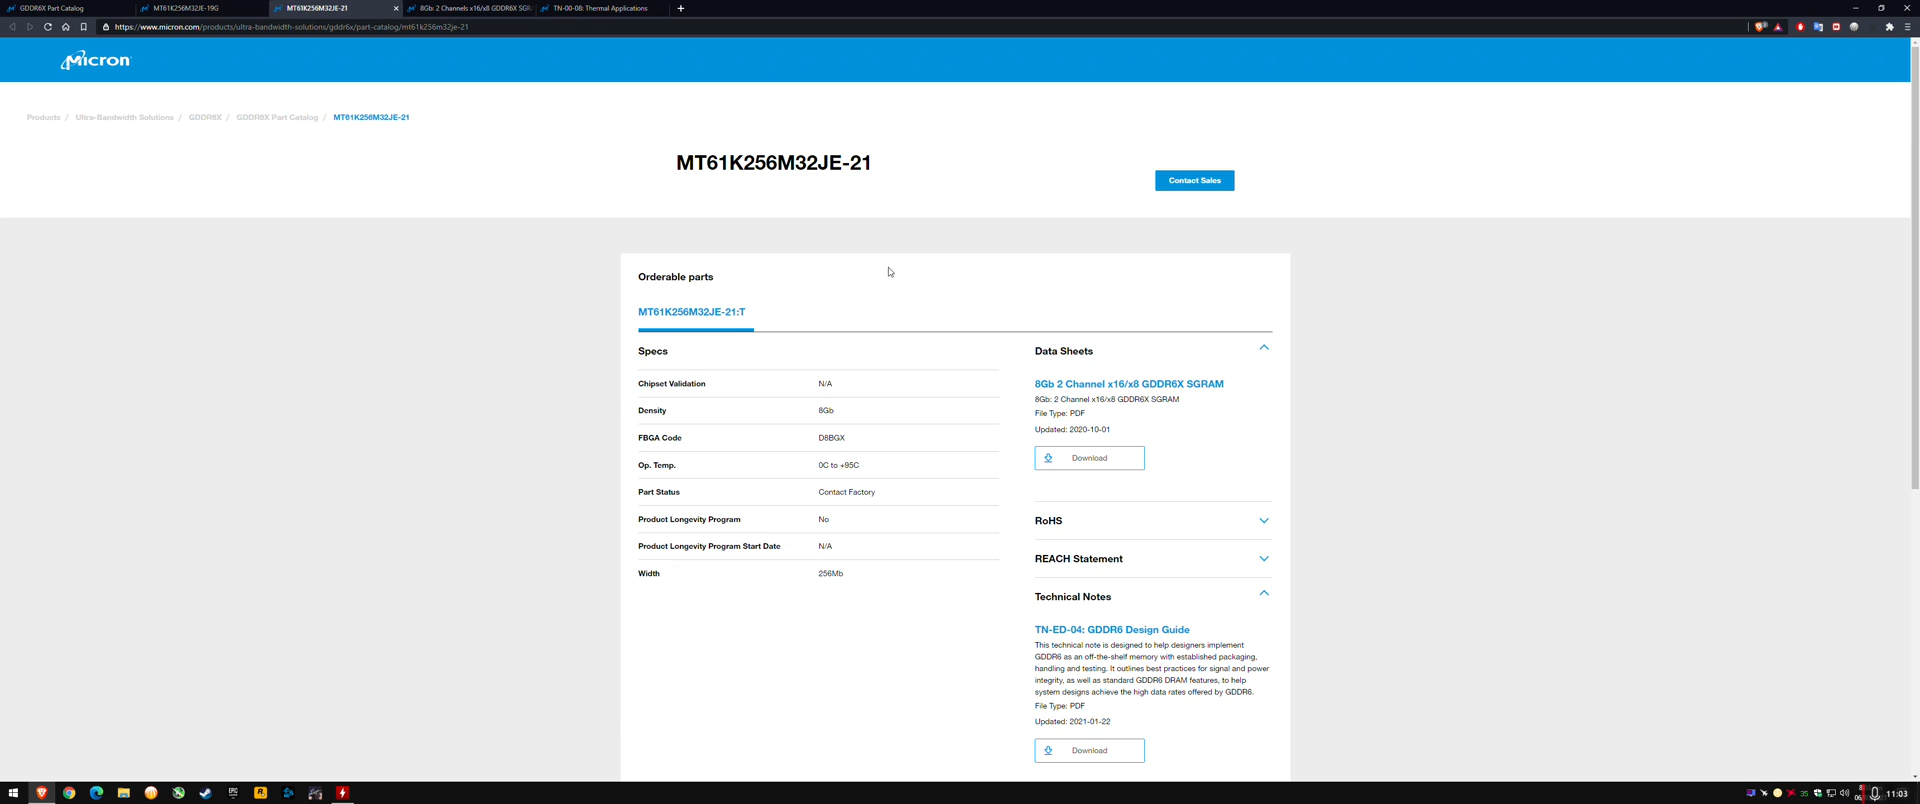 GDDR6X Part Catalog
MT61K256M32JE-19G
MT61K256M32JE-21
8Gb: 2 Channels x16/x8 GDDR6X SGR
TN-00-08: Thermal Applications
https://www.micron.com/products/ultra-bandwidth-solutions/gddr6x/part-catalog/mt61k256m32je-21
Micron
Products / Ultra-Bandwidth Solutions / GDDR6X / GDDR6X Part Catalog / MT61K256M32JE-21
MT61K256M32JE-21
Contact Sales
Orderable parts
MT61K256M32JE-21:T
Specs
Chipset Validation N/A
Density 8Gb
FBGA Code D8BGX
Op. Temp. 0C to +95C
Part Status Contact Factory
Product Longevity Program No
Product Longevity Program Start Date N/A
Width 256Mb
Data Sheets
8Gb 2 Channel x16/x8 GDDR6X SGRAM
8Gb: 2 Channel x16/x8 GDDR6X SGRAM
File Type: PDF
Updated: 2020-10-01
Download
RoHS
REACH Statement
Technical Notes
TN-ED-04: GDDR6 Design Guide
This technical note is designed to help designers implement
GDDR6 as an off-the-shelf memory with established packaging,
handling and testing. It outlines best practices for signal and power
integrity, as well as standard GDDR6 DRAM features, to help
system designs achieve the high data rates offered by GDDR6.
File Type: PDF
Updated: 2021-01-22
Download
EPIC
35
11:03